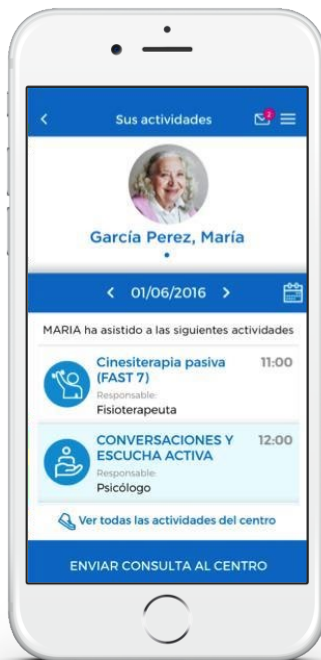 Sus actividades
2
García Perez, María
01/06/2016
MARIA ha asistido a las siguientes actividades
Cinesiterapia pasiva 11:00
(FAST 7)
Responsable:
Fisioterapeuta
CONVERSACIONES Y 12:00
ESCUCHA ACTIVA
Responsable:
Psicólogo
Ver todas las actividades del centro
ENVIAR CONSULTA AL CENTRO